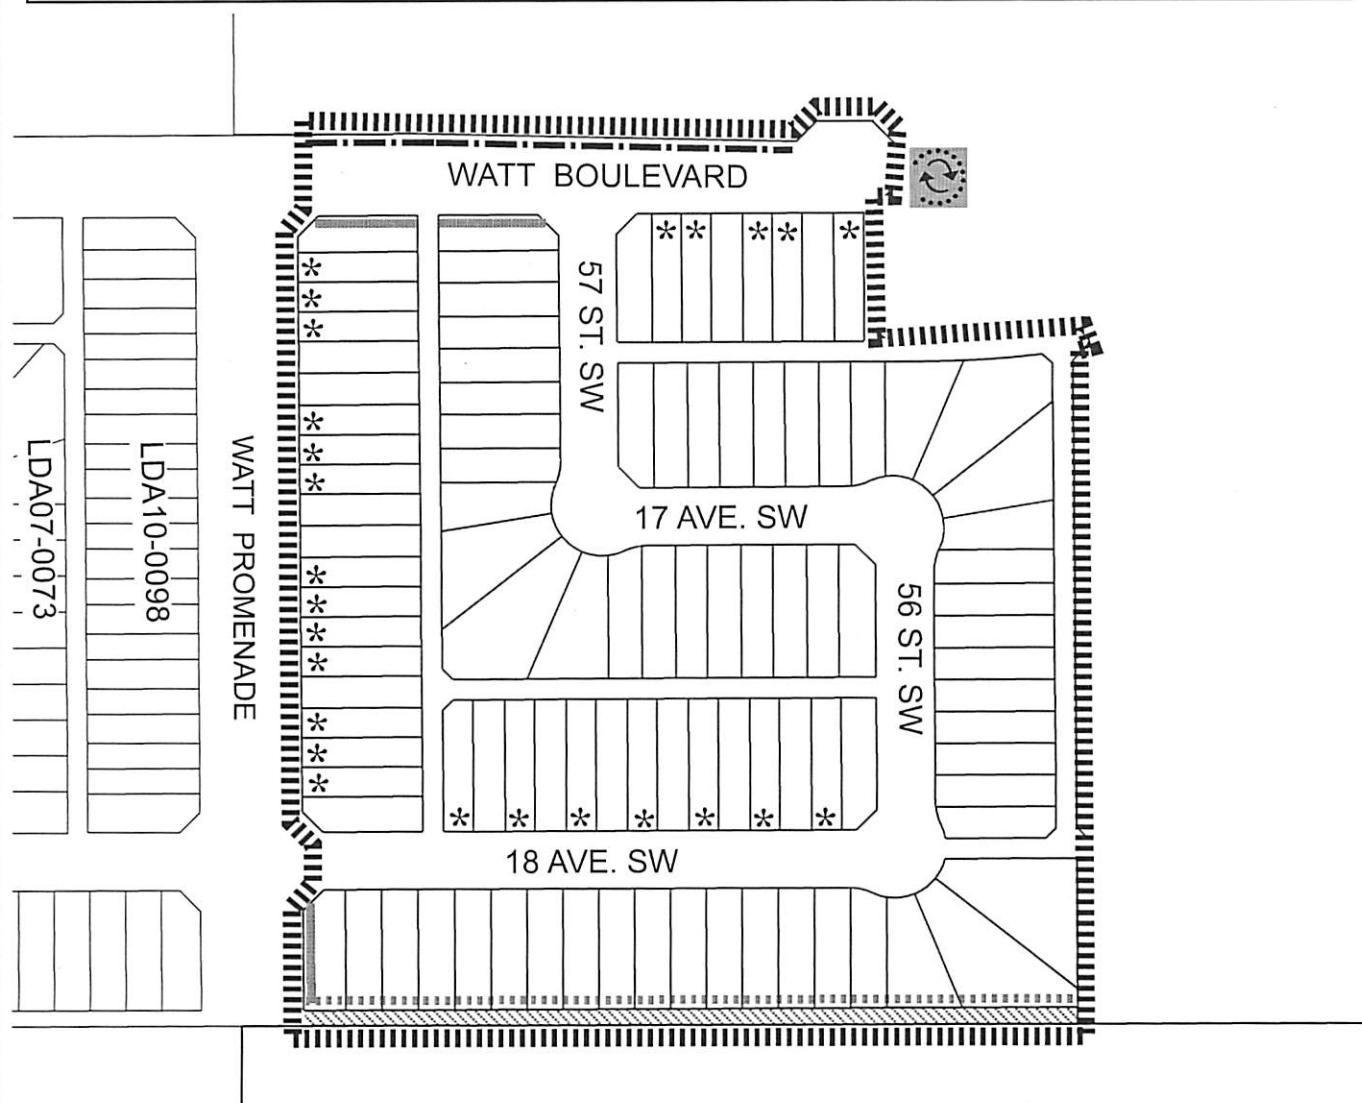 WATT BOULEVARD
57 ST. SW
17 AVE. SW
LDA07-0073
LDA10-0098
WATT PROMENADE
56 ST. SW
18 AVE. SW